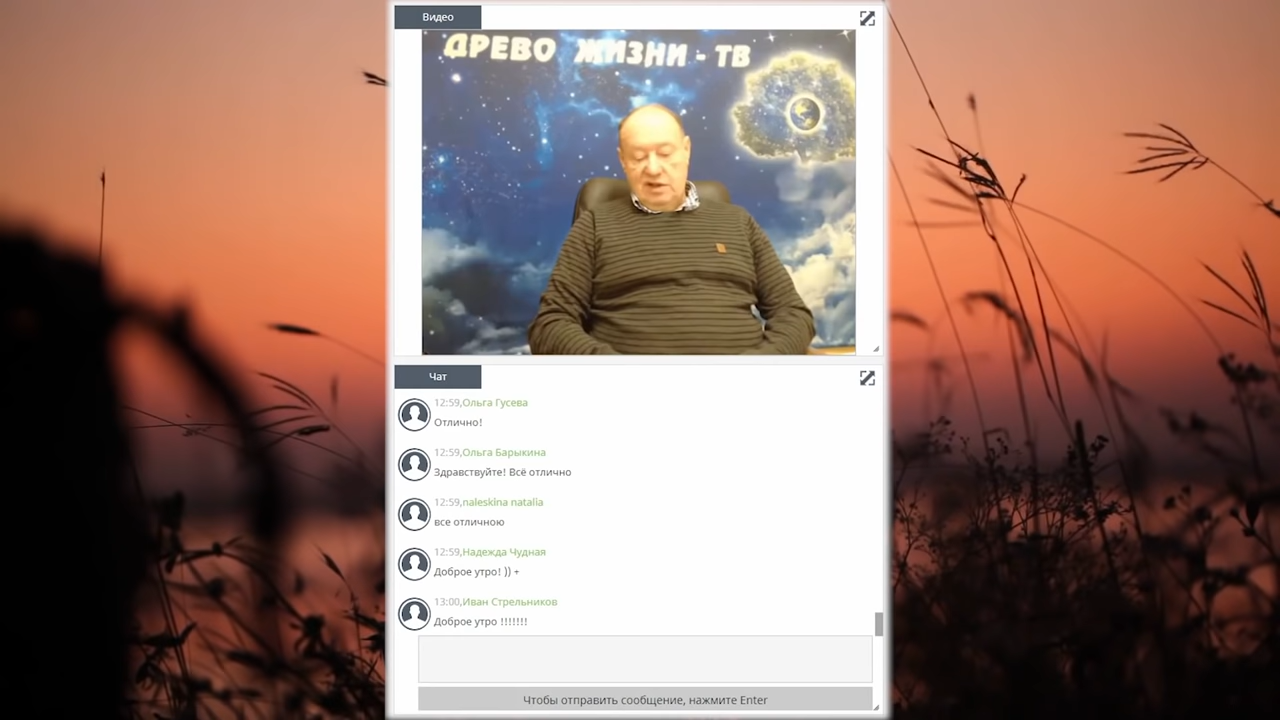 Видео
ДРЕВО ЖИЗНИ - ТВ
Чат
12:59,Ольга Гусева
Отлично!
12:59,Ольга Барыкина
Здравствуйте! Всё отлично
12:59,naleskina natalia
все отличною
12:59,Надежда Чудная
Доброе утро! )) +
13:00,Иван Стрельников
Доброе утро !!!!!!!
Чтобы отправить сообщение, нажмите Enter